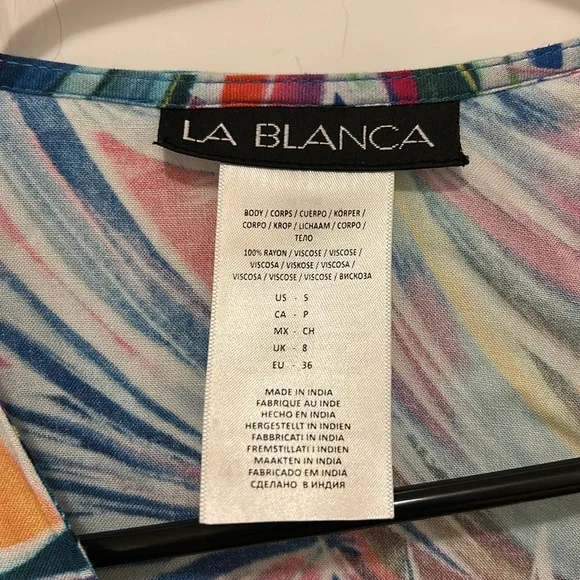 LA BLANCA
BODY / CORPS / CUERPO / KÖRPER /
CORPO / KROP / LICHAAM / CORPO /
ТЕЛО
100% RAYON / VISCOSE / VISCOSE /
VISCOSA / VISKOSE / VISCOSA /
VISCOSA / VISCOSE / VISCOSE / ВИСКОЗА
US - S
CA - P
MX - CH
UK - 8
EU - 36
MADE IN INDIA
FABRIQUE AU INDE
HECHO EN INDIA
HERGESTELLT IN INDIEN
FABBRICATI IN INDIA
FREMSTILLATI I INDIEN
MAAKTEN IN INDIA
FABRICADO EM INDIA
СДЕЛАНО В ИНДИЯ